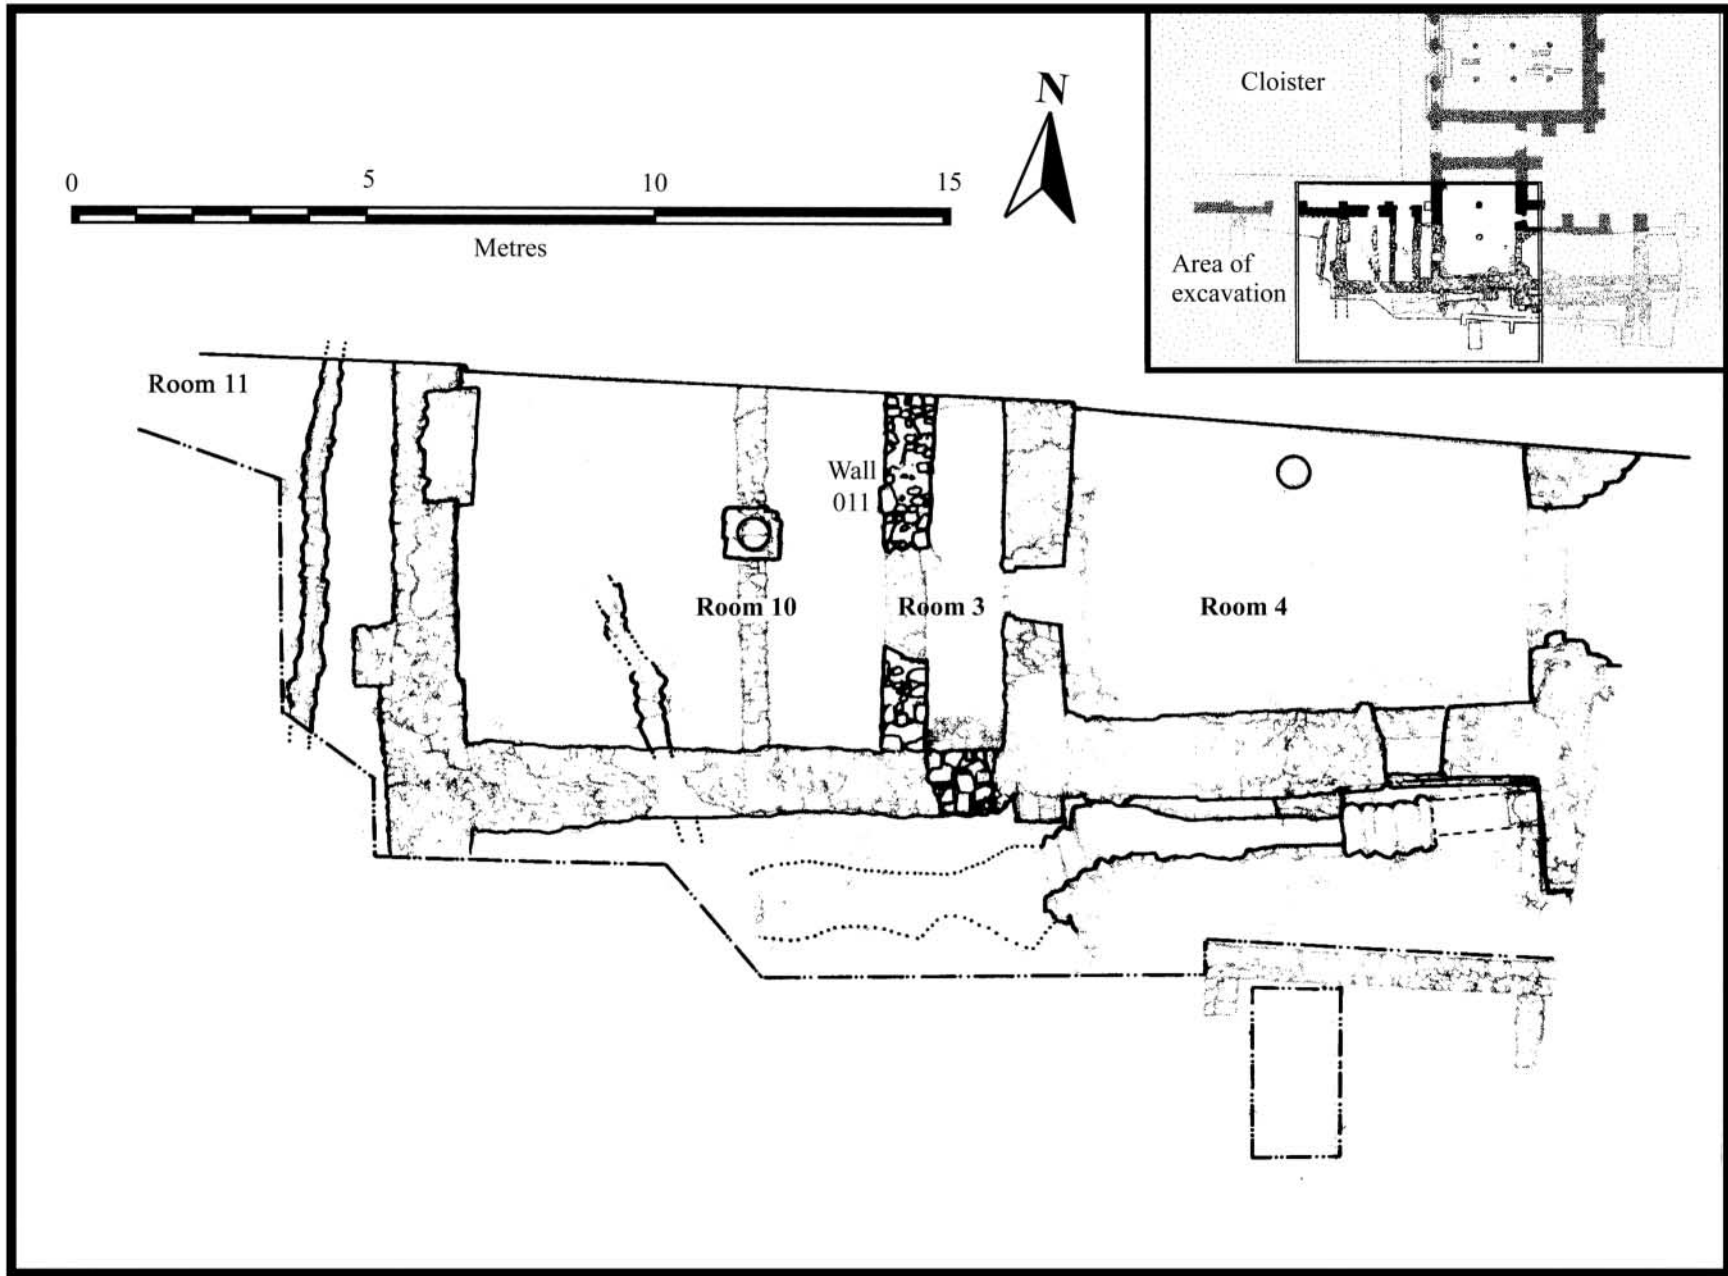 N
0 5 10 15
Metres
Cloister
Area of
excavation
Room 11
Wall
011
Room 10
Room 3
Room 4